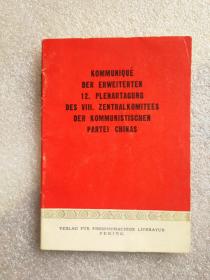 KOMMUNIQUÉ
DER ERWEITERTEN
12. PLENARTAGUNG
DES VIII. ZENTRALKOMITEES
DER KOMMUNISTISCHEN
PARTEI CHINAS
VERLAG FÜR FREMDSPRACHIGE LITERATUR
PEKING